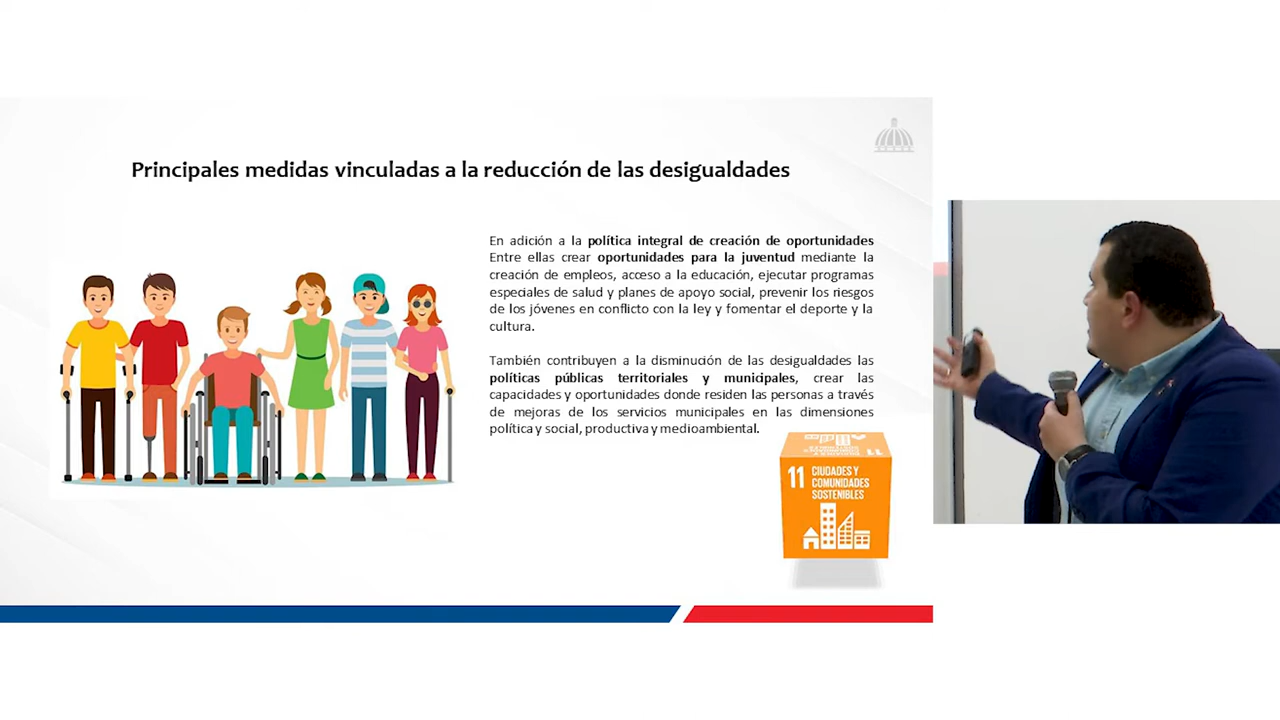 Principales medidas vinculadas a la reducción de las desigualdades
En adición a la política integral de creación de oportunidades
Entre ellas crear oportunidades para la juventud mediante la
creación de empleos, acceso a la educación, ejecutar programas
especiales de salud y planes de apoyo social, prevenir los riesgos
de los jóvenes en conflicto con la ley y fomentar el deporte y la
cultura.
También contribuyen a la disminución de las desigualdades las
políticas públicas territoriales y municipales, crear las
capacidades y oportunidades donde residen las personas a través
de mejoras de los servicios municipales en las dimensiones
política y social, productiva y medioambiental.
11 CIUDADES Y
COMUNIDADES
SOSTENIBLES